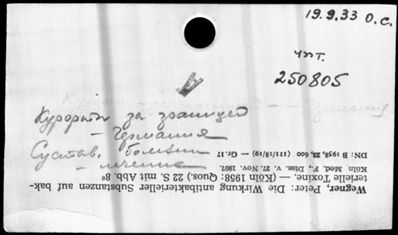 19.9.33 О.С.
чит.
250805
Курорты за границей
– Германия
Сустав. болезни
– лечение
Wegner, Peter: Die Wirkung antibakterieller Substanzen auf bak-
terielle Toxine. — (Köln 1958: Quos.) 22 S. mit Abb. 8°
Köln, Med. F., Diss. v. 27. Nov. 1957.
DN: B 1958, 23, 600 (111/18/19) — Gr. 17